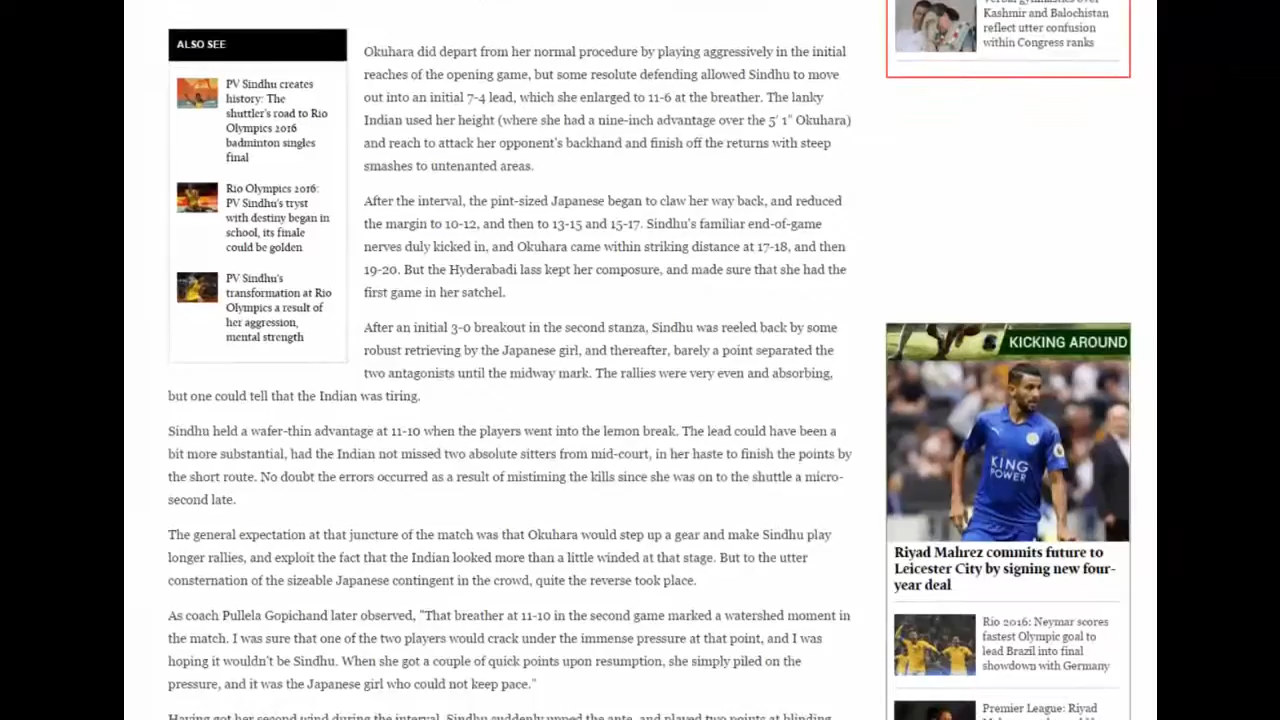 ALSO SEE
PV Sindhu creates
history: The
shuttler's road to Rio
Olympics 2016
badminton singles
final
Rio Olympics 2016:
PV Sindhu's tryst
with destiny began in
school, its finale
could be golden
PV Sindhu's
transformation at Rio
Olympics a result of
her aggression,
mental strength
Okuhara did depart from her normal procedure by playing aggressively in the initial
reaches of the opening game, but some resolute defending allowed Sindhu to move
out into an initial 7-4 lead, which she enlarged to 11-6 at the breather. The lanky
Indian used her height (where she had a nine-inch advantage over the 5' 1" Okuhara)
and reach to attack her opponent's backhand and finish off the returns with steep
smashes to untenanted areas.
After the interval, the pint-sized Japanese began to claw her way back, and reduced
the margin to 10-12, and then to 13-15 and 15-17. Sindhu's familiar end-of-game
nerves duly kicked in, and Okuhara came within striking distance at 17-18, and then
19-20. But the Hyderabadi lass kept her composure, and made sure that she had the
first game in her satchel.
After an initial 3-0 breakout in the second stanza, Sindhu was reeled back by some
robust retrieving by the Japanese girl, and thereafter, barely a point separated the
two antagonists until the midway mark. The rallies were very even and absorbing,
but one could tell that the Indian was tiring.
Sindhu held a wafer-thin advantage at 11-10 when the players went into the lemon break. The lead could have been a
bit more substantial, had the Indian not missed two absolute sitters from mid-court, in her haste to finish the points by
the short route. No doubt the errors occurred as a result of mistiming the kills since she was on to the shuttle a micro-
second late.
The general expectation at that juncture of the match was that Okuhara would step up a gear and make Sindhu play
longer rallies, and exploit the fact that the Indian looked more than a little winded at that stage. But to the utter
consternation of the sizeable Japanese contingent in the crowd, quite the reverse took place.
As coach Pullela Gopichand later observed, "That breather at 11-10 in the second game marked a watershed moment in
the match. I was sure that one of the two players would crack under the immense pressure at that point, and I was
hoping it wouldn't be Sindhu. When she got a couple of quick points upon resumption, she simply piled on the
pressure, and it was the Japanese girl who could not keep pace."
Having got her second wind during the interval, Sindhu suddenly upped the ante, and played two points at blinding
Verbal gymnastics over
Kashmir and Balochistan
reflect utter confusion
within Congress ranks
KICKING AROUND
KING
POWER
Riyad Mahrez commits future to
Leicester City by signing new four-
year deal
Rio 2016: Neymar scores
fastest Olympic goal to
lead Brazil into final
showdown with Germany
Premier League: Riyad